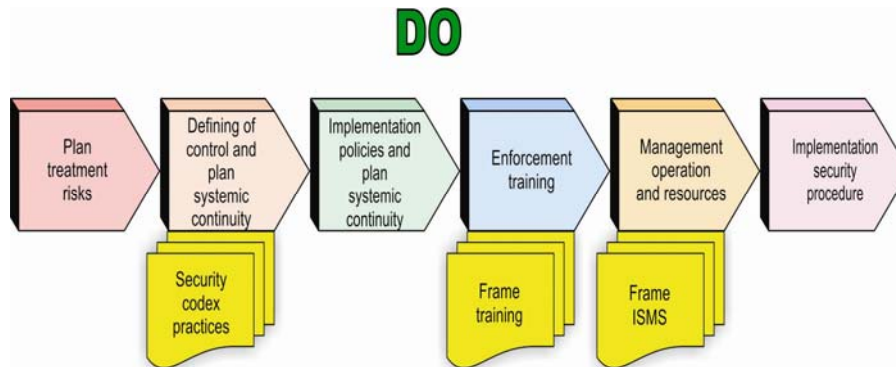 DO
Plan
treatment
risks
Defining of
control and
plan
systemic
continuity
Implementation
policies and
plan
systemic
continuity
Enforcement
training
Management
operation
and resources
Implementation
security
procedure
Security
codex
practices
Frame
training
Frame
ISMS